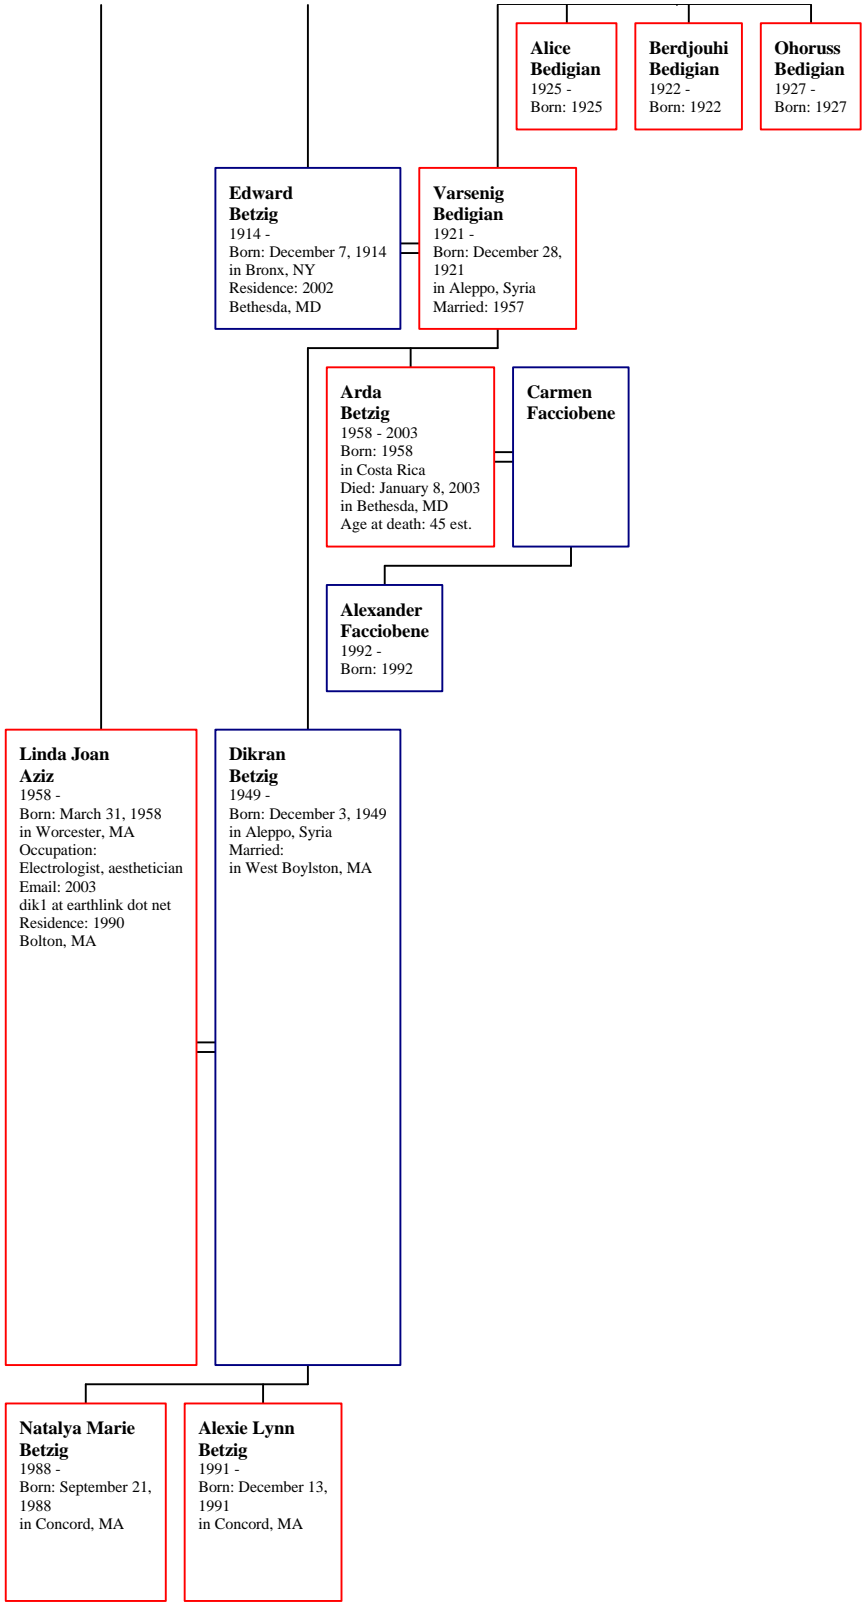 Alice
Bedigian
1925 -
Born: 1925
Berdjouhi
Bedigian
1922 -
Born: 1922
Ohoruss
Bedigian
1927 -
Born: 1927
Edward
Betzig
1914 -
Born: December 7, 1914
in Bronx, NY
Residence: 2002
Bethesda, MD
Varsenig
Bedigian
1921 -
Born: December 28,
1921
in Aleppo, Syria
Married: 1957
Arda
Betzig
1958 - 2003
Born: 1958
in Costa Rica
Died: January 8, 2003
in Bethesda, MD
Age at death: 45 est.
Carmen
Facciobene
Alexander
Facciobene
1992 -
Born: 1992
Linda Joan
Aziz
1958 -
Born: March 31, 1958
in Worcester, MA
Occupation:
Electrologist, aesthetician
Email: 2003
dik1 at earthlink dot net
Residence: 1990
Bolton, MA
Dikran
Betzig
1949 -
Born: December 3, 1949
in Aleppo, Syria
Married:
in West Boylston, MA
Natalya Marie
Betzig
1988 -
Born: September 21,
1988
in Concord, MA
Alexie Lynn
Betzig
1991 -
Born: December 13,
1991
in Concord, MA